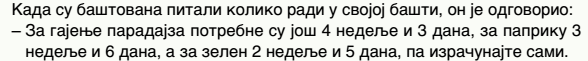 Када су баштована питали колико ради у својој башти, он је одговорио:
– За гајење парадајза потребне су још 4 недеље и 3 дана, за паприку 3
недеље и 6 дана, а за зелен 2 недеље и 5 дана, па израчунајте сами.